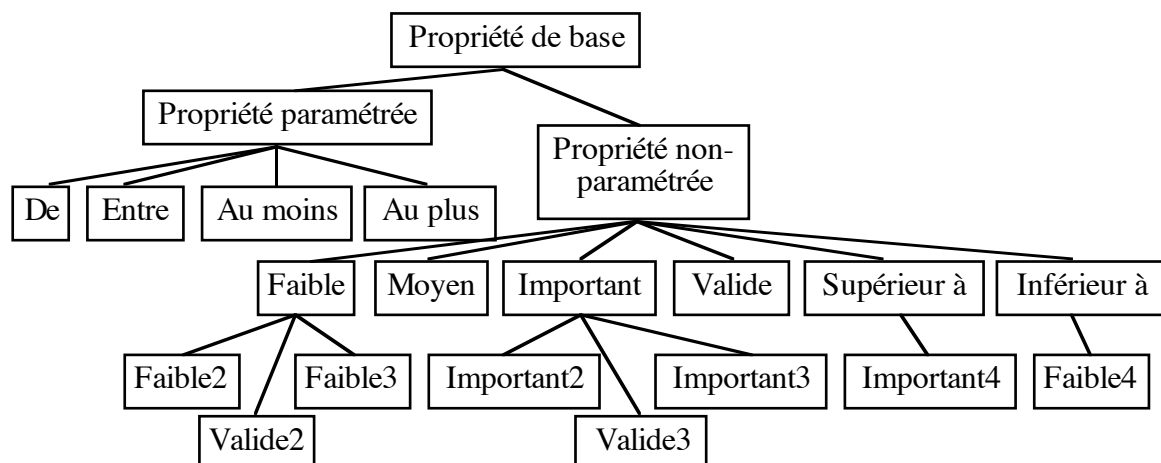 Propriété de base
Propriété paramétrée
Propriété non-
paramétrée
De
Entre
Au moins
Au plus
Faible
Moyen
Important
Valide
Supérieur à
Inférieur à
Faible2
Faible3
Important2
Important3
Important4
Faible4
Valide2
Valide3